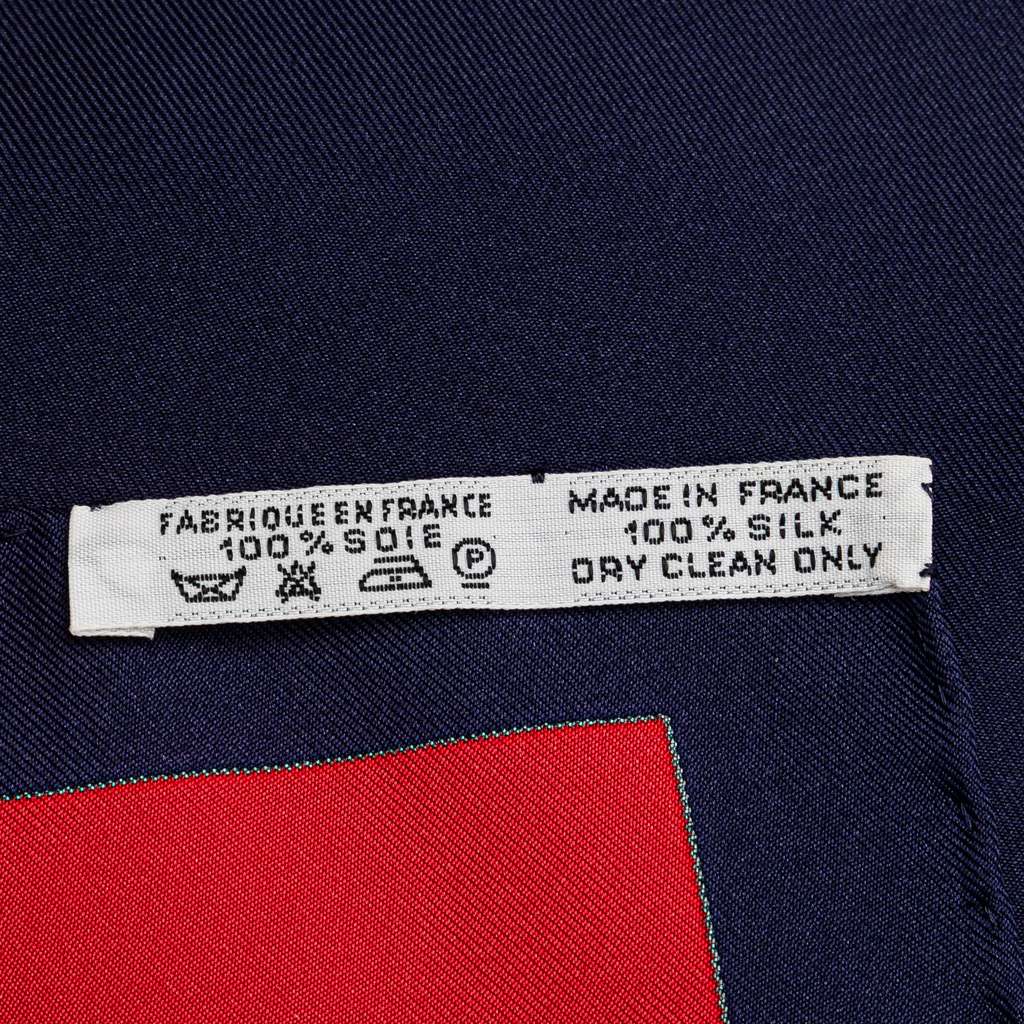 FABRIQUE EN FRANCE
100% SOIE
P
MADE IN FRANCE
100% SILK
DRY CLEAN ONLY